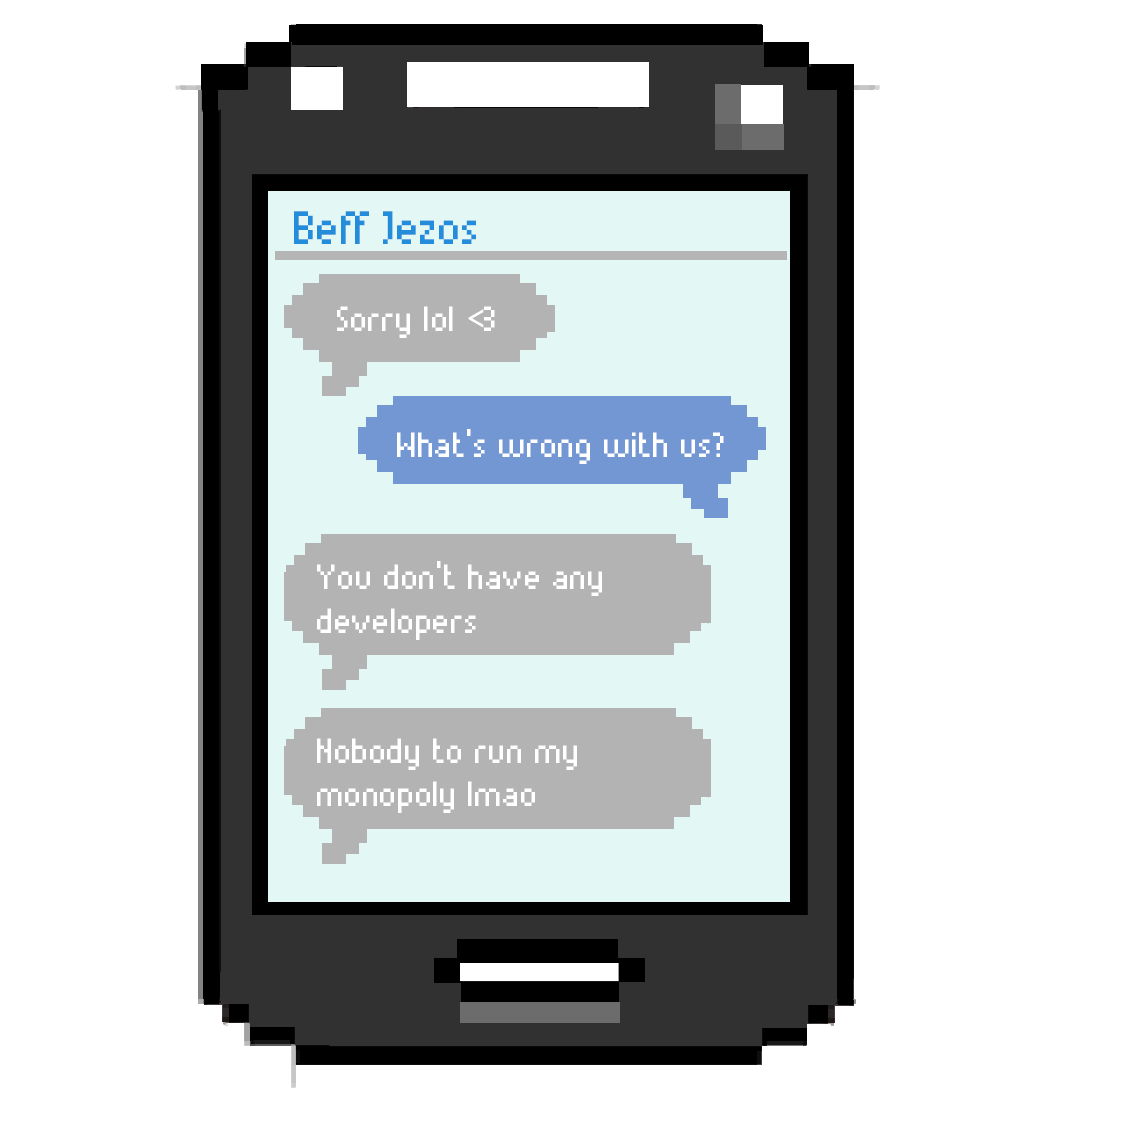 Beff Jezos
Sorry lol <3
What's wrong with us?
You don't have any
developers
Nobody to run my
monopoly lmao